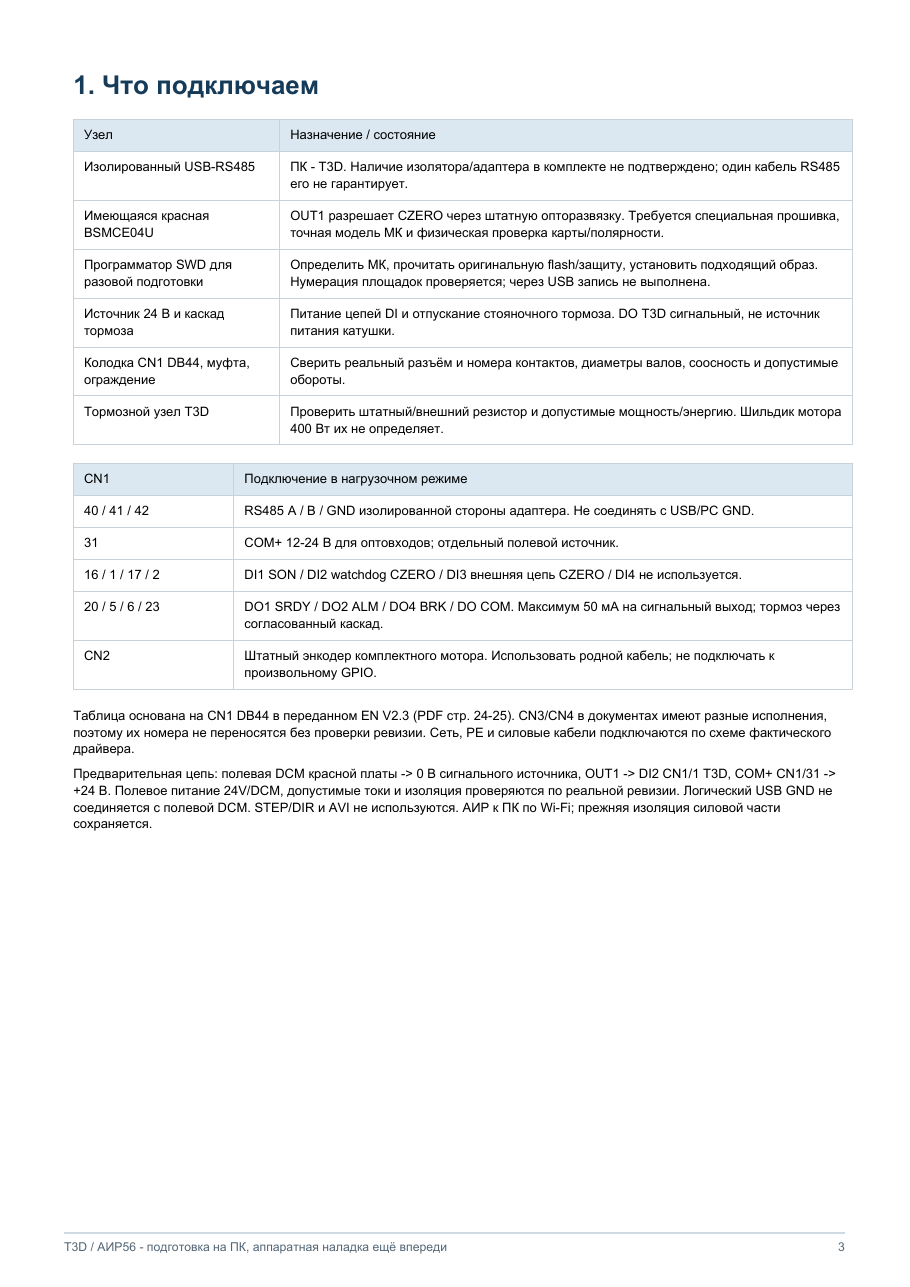 1. Что подключаем
Узел
Назначение / состояние
Изолированный USB-RS485
ПК - T3D. Наличие изолятора/адаптера в комплекте не подтверждено; один кабель RS485
его не гарантирует.
Имеющаяся красная
BSMCE04U
OUT1 разрешает CZERO через штатную опторазвязку. Требуется специальная прошивка,
точная модель МК и физическая проверка карты/полярности.
Программатор SWD для
разовой подготовки
Определить МК, прочитать оригинальную flash/защиту, установить подходящий образ.
Нумерация площадок проверяется; через USB запись не выполнена.
Источник 24 В и каскад
тормоза
Питание цепей DI и отпускание стояночного тормоза. DO T3D сигнальный, не источник
питания катушки.
Колодка CN1 DB44, муфта,
ограждение
Сверить реальный разъём и номера контактов, диаметры валов, соосность и допустимые
обороты.
Тормозной узел T3D
Проверить штатный/внешний резистор и допустимые мощность/энергию. Шильдик мотора
400 Вт их не определяет.
CN1
Подключение в нагрузочном режиме
40 / 41 / 42
RS485 A / B / GND изолированной стороны адаптера. Не соединять с USB/PC GND.
31
COM+ 12-24 В для оптовходов; отдельный полевой источник.
16 / 1 / 17 / 2
DI1 SON / DI2 watchdog CZERO / DI3 внешняя цепь CZERO / DI4 не используется.
20 / 5 / 6 / 23
DO1 SRDY / DO2 ALM / DO4 BRK / DO COM. Максимум 50 мА на сигнальный выход; тормоз через
согласованный каскад.
CN2
Штатный энкодер комплектного мотора. Использовать родной кабель; не подключать к
произвольному GPIO.
Таблица основана на CN1 DB44 в переданном EN V2.3 (PDF стр. 24-25). CN3/CN4 в документах имеют разные исполнения,
поэтому их номера не переносятся без проверки ревизии. Сеть, PE и силовые кабели подключаются по схеме фактического
драйвера.
Предварительная цепь: полевая DCM красной платы -> 0 В сигнального источника, OUT1 -> DI2 CN1/1 T3D, COM+ CN1/31 ->
+24 В. Полевое питание 24V/DCM, допустимые токи и изоляция проверяются по реальной ревизии. Логический USB GND не
соединяется с полевой DCM. STEP/DIR и AVI не используются. АИР к ПК по Wi-Fi; прежняя изоляция силовой части
сохраняется.
T3D / АИР56 - подготовка на ПК, аппаратная наладка ещё впереди
3